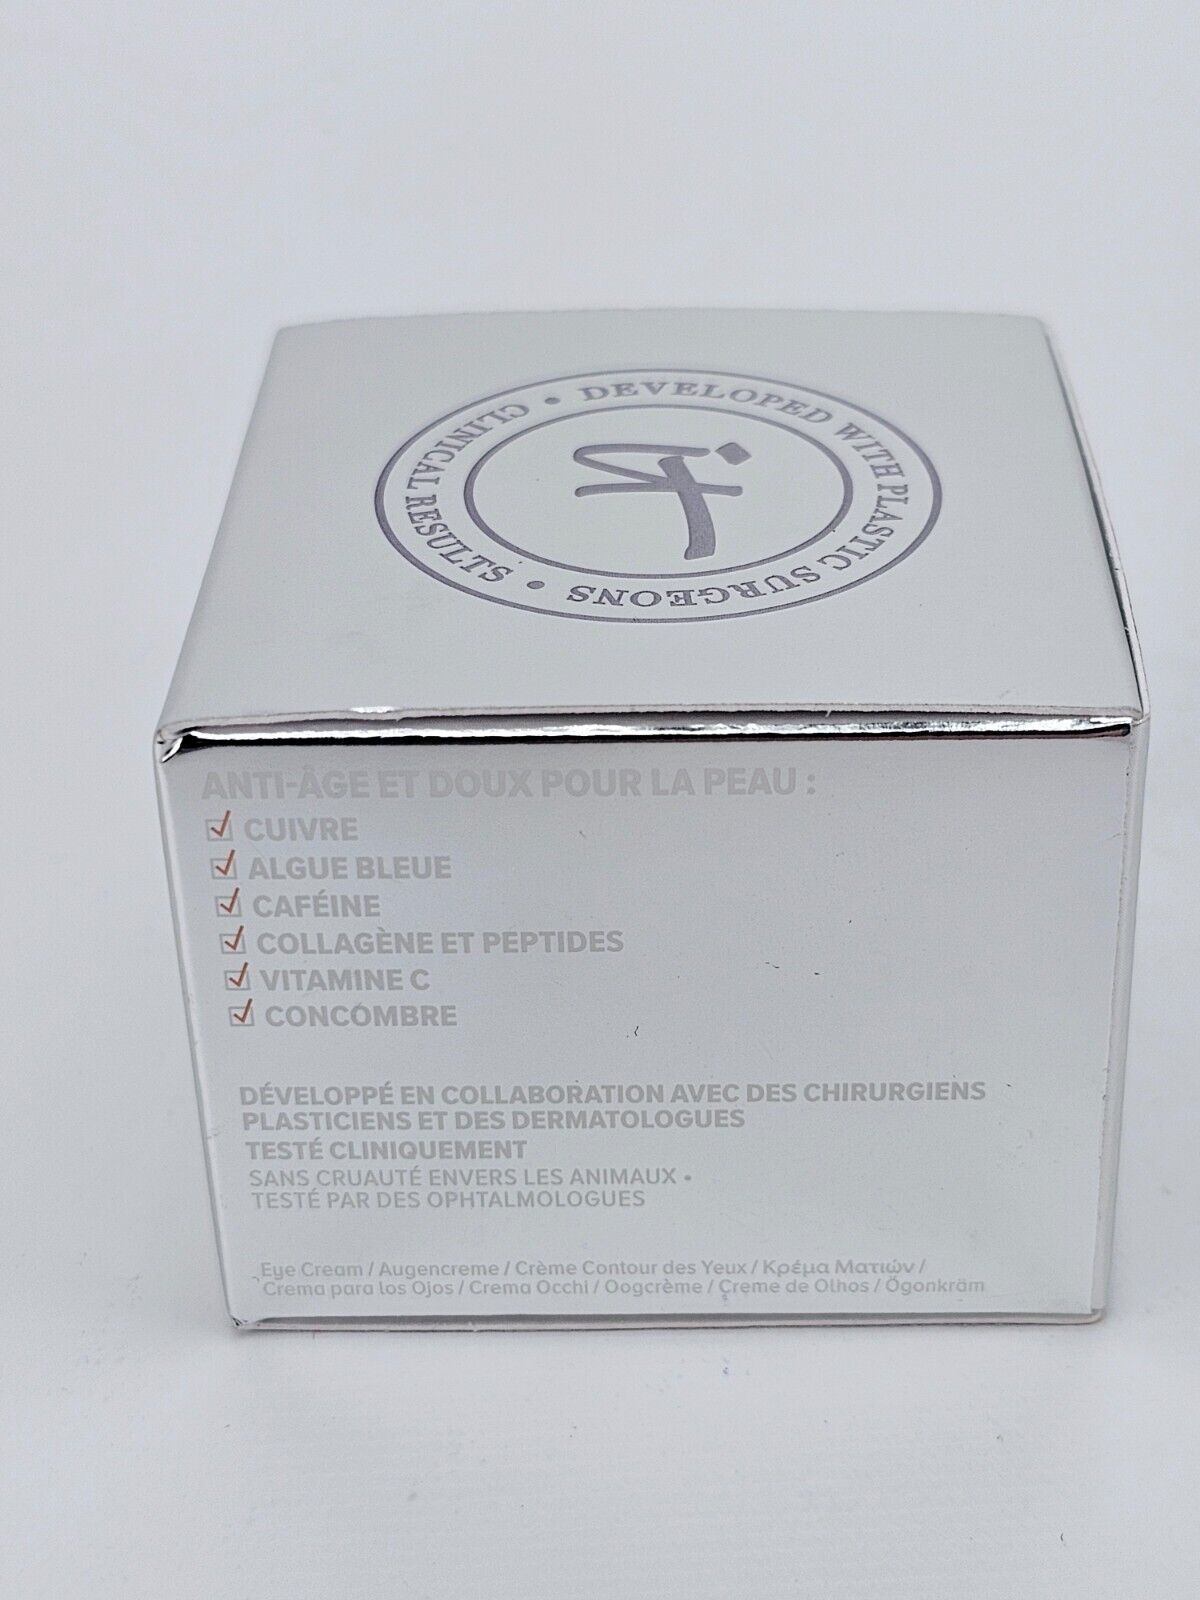 DEVELOPED WITH PLASTIC SURGEONS • CLINICAL RESULTS •
it
ANTI-ÂGE ET DOUX POUR LA PEAU :
CUIVRE
ALGUE BLEUE
CAFÉINE
COLLAGÈNE ET PEPTIDES
VITAMINE C
CONCOMBRE
DÉVELOPPÉ EN COLLABORATION AVEC DES CHIRURGIENS
PLASTICIENS ET DES DERMATOLOGUES
TESTÉ CLINIQUEMENT
SANS CRUAUTÉ ENVERS LES ANIMAUX •
TESTÉ PAR DES OPHTALMOLOGUES
Eye Cream / Augencreme / Crème Contour des Yeux / Κρέμα Ματιών /
Crema para los Ojos / Crema Occhi / Oogcrème / Creme de Olhos / Ögonkräm